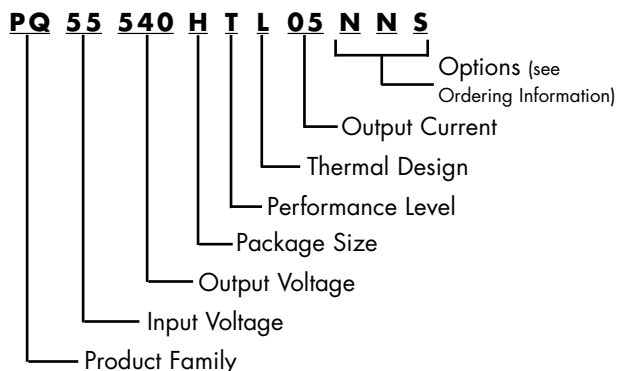 PQ 55 540 H T L 05 N N S
Options (see
Ordering Information)
Output Current
Thermal Design
Performance Level
Package Size
Output Voltage
Input Voltage
Product Family